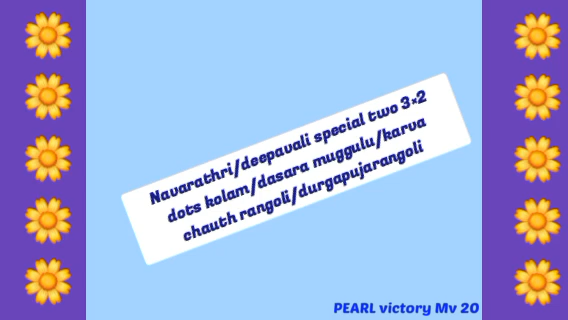 Navarathri/deepavali special two 3×2
dots kolam/dasara muggulu/karva
chauth rangoli/durgapujarangoli
PEARL victory Mv 20